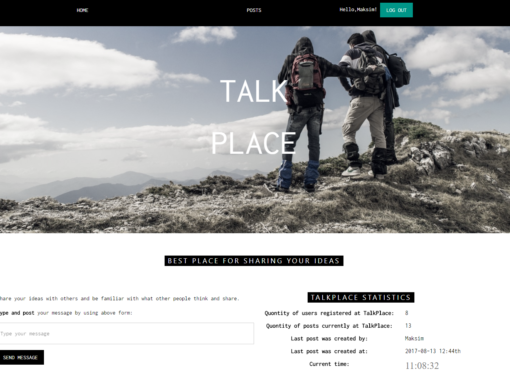 HOME
POSTS
Hello,Maksim!
LOG OUT
TALK
PLACE
BEST PLACE FOR SHARING YOUR IDEAS
hare your ideas with others and be familiar with what other people think and share.
ype and post your message by using above form:
Type your message
SEND MESSAGE
TALKPLACE STATISTICS
Quantity of users registered at TalkPlace: 8
Quantity of posts currently at TalkPlace: 13
Last post was created by: Maksim
Last post was created at: 2017-08-13 12:44th
Current time: 11:08:32